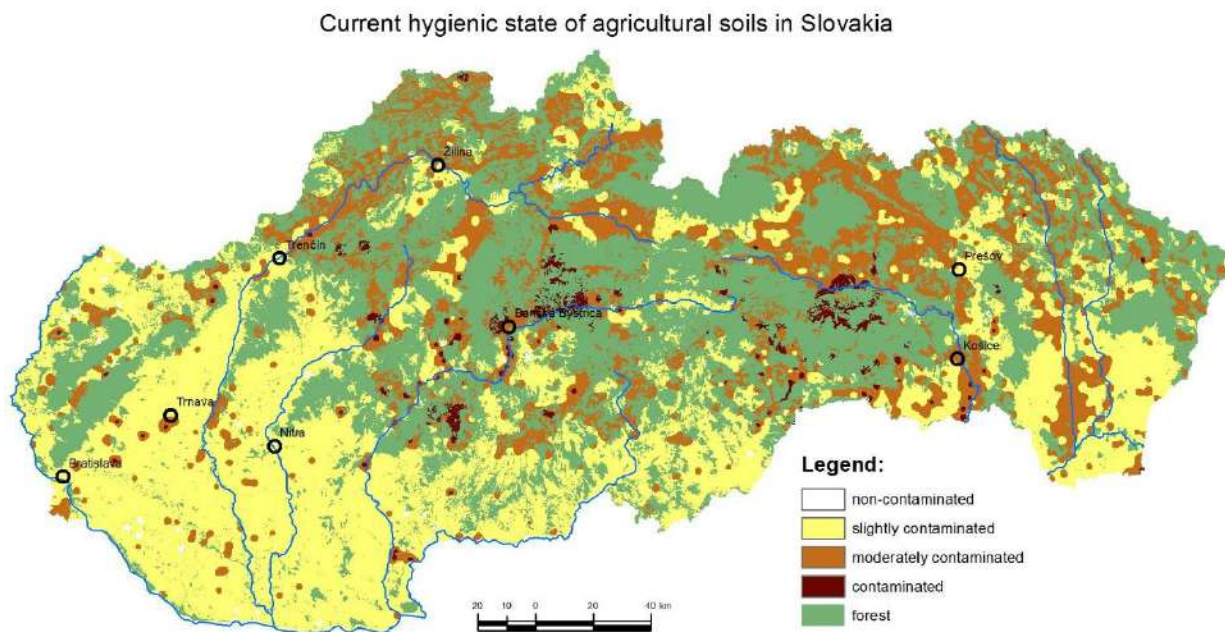 Current hygienic state of agricultural soils in Slovakia
Žilina
Trenčín
Prešov
Banská Bystrica
Košice
Trnava
Nitra
Bratislava
Legend:
non-contaminated
slightly contaminated
moderately contaminated
contaminated
forest
20 10 0 20 40 km